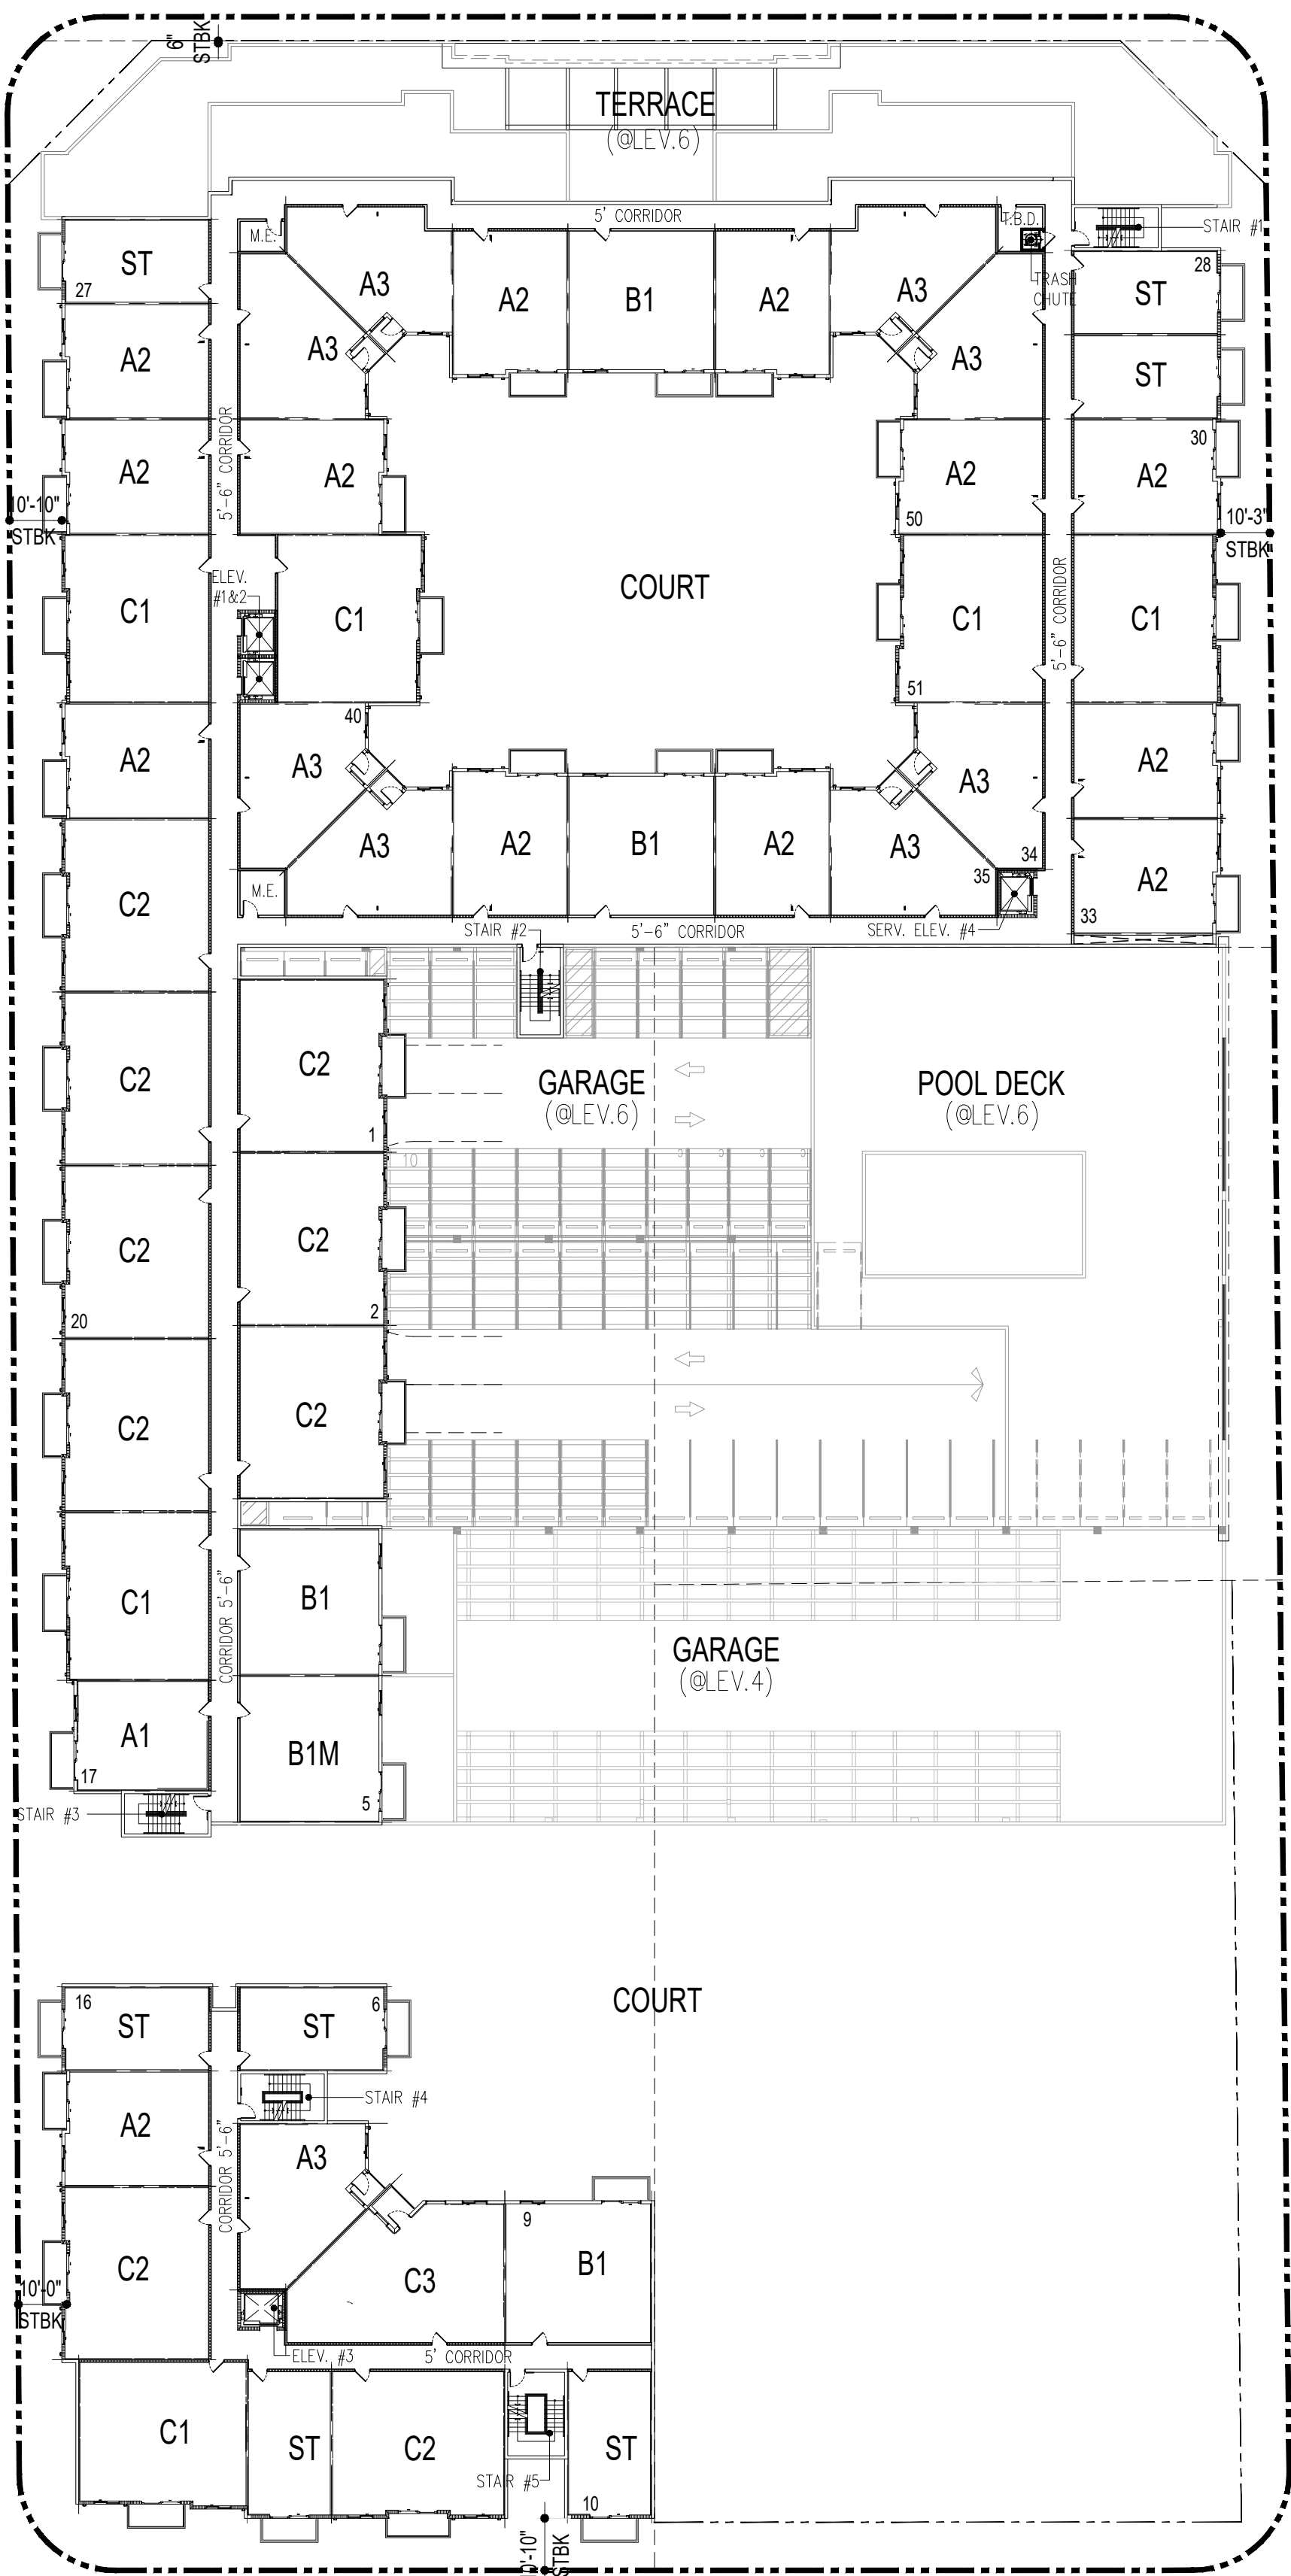 6"
STBK
TERRACE
(@LEV.6)
5' CORRIDOR
M.E.
T.B.D.
STAIR #1
TRASH
CHUTE
ST
27
A3
A2
B1
A2
A3
28
ST
A2
A3
A3
ST
5'-6" CORRIDOR
A2
A2
A2
50
30
A2
10'-10"
STBK
10'-3"
STBK
ELEV.
#1&2
COURT
C1
C1
C1
51
5'-6" CORRIDOR
C1
A2
40
A3
A3
A2
A3
A2
B1
A2
A3
34
35
A2
33
C2
M.E.
STAIR #2
5'-6" CORRIDOR
SERV. ELEV. #4
C2
C2
1
GARAGE
(@LEV.6)
POOL DECK
(@LEV.6)
10
C2
20
C2
2
C2
C2
C1
B1
CORRIDOR 5'-6"
GARAGE
(@LEV.4)
A1
17
B1M
5
STAIR #3
COURT
16
ST
6
ST
STAIR #4
A2
A3
CORRIDOR 5'-6"
C2
9
B1
C3
10'-0"
STBK
ELEV. #3
5' CORRIDOR
C1
ST
C2
ST
10
STAIR #5
STBK